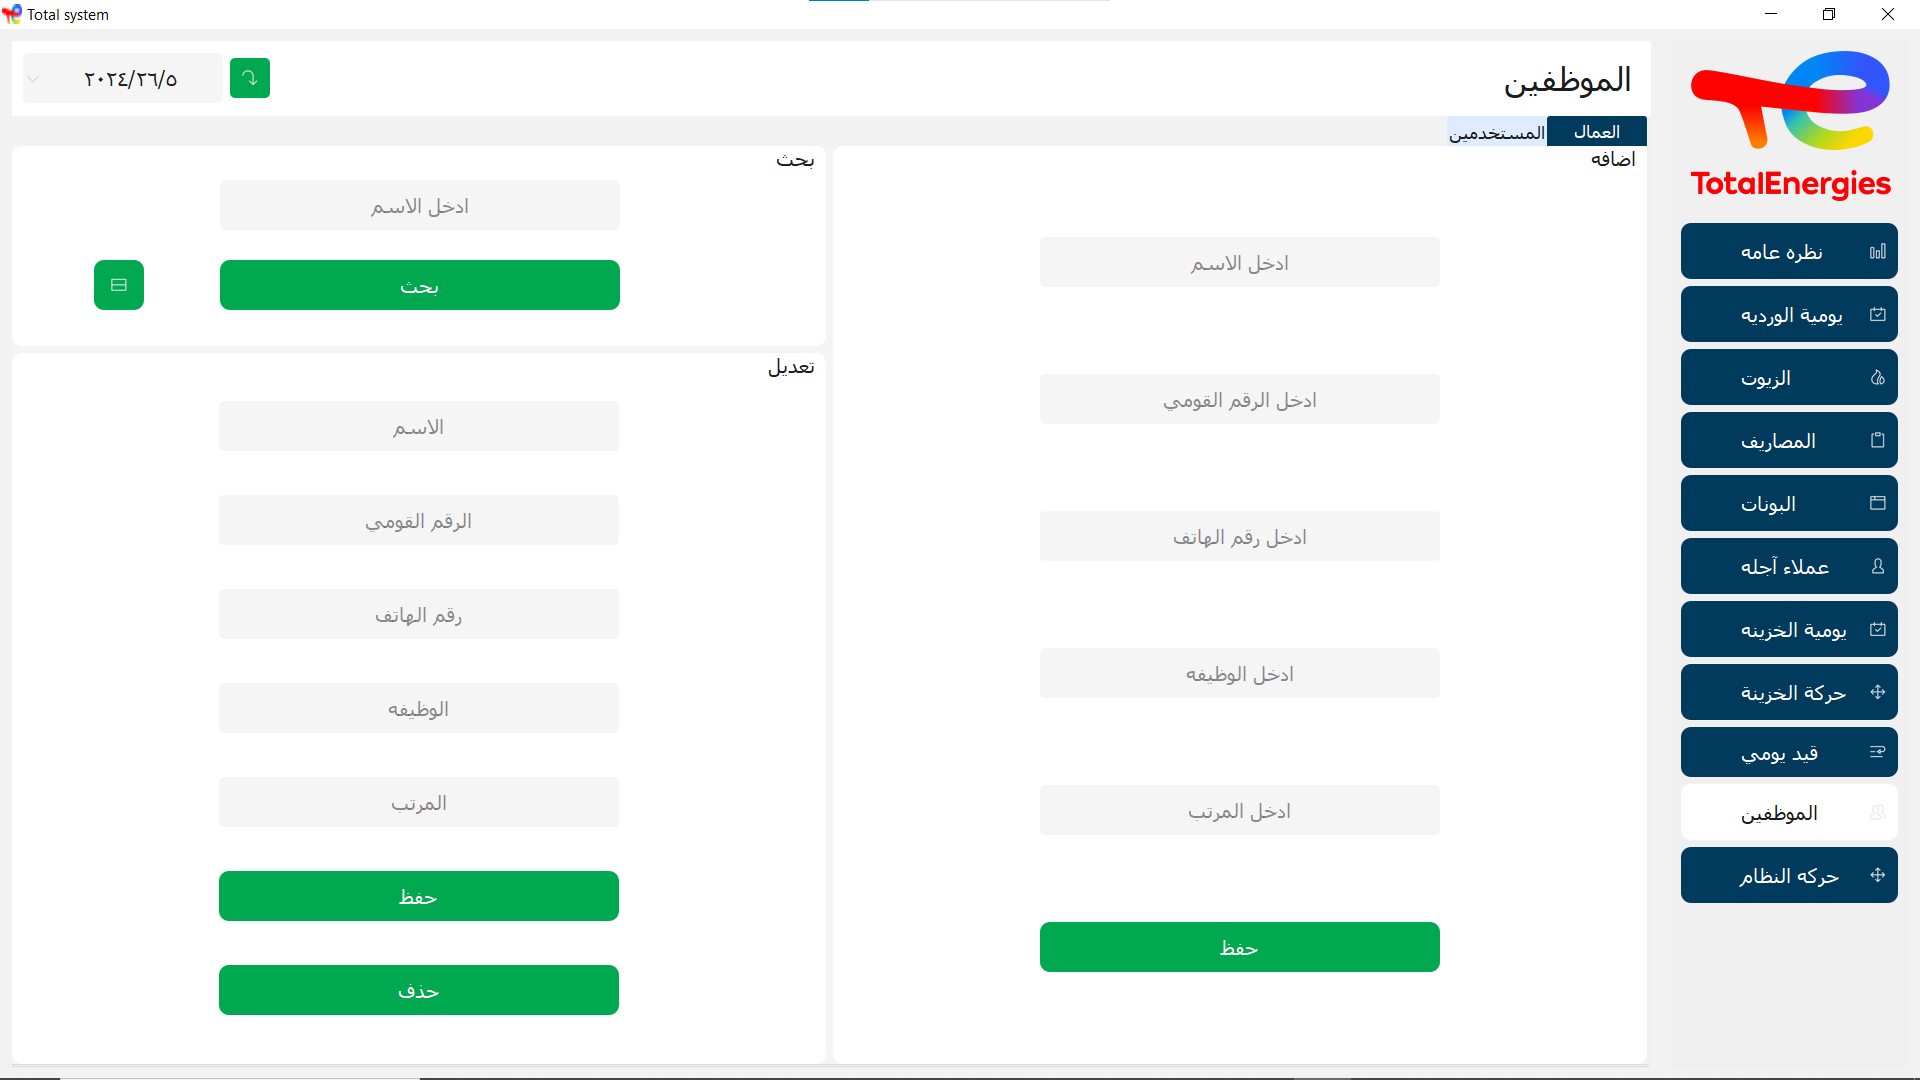 Total system
الموظفين
٢٠٢٤/٢٦/٥
TotalEnergies
العمال
المستخدمين
اضافه
ادخل الاسم
ادخل الرقم القومي
ادخل رقم الهاتف
ادخل الوظيفه
ادخل المرتب
حفظ
بحث
ادخل الاسم
بحث
تعديل
الاسم
الرقم القومي
رقم الهاتف
الوظيفه
المرتب
حفظ
حذف
نظره عامه
يومية الورديه
الزيوت
المصاريف
البونات
عملاء آجله
يومية الخزينه
حركة الخزينة
قيد يومي
الموظفين
حركه النظام